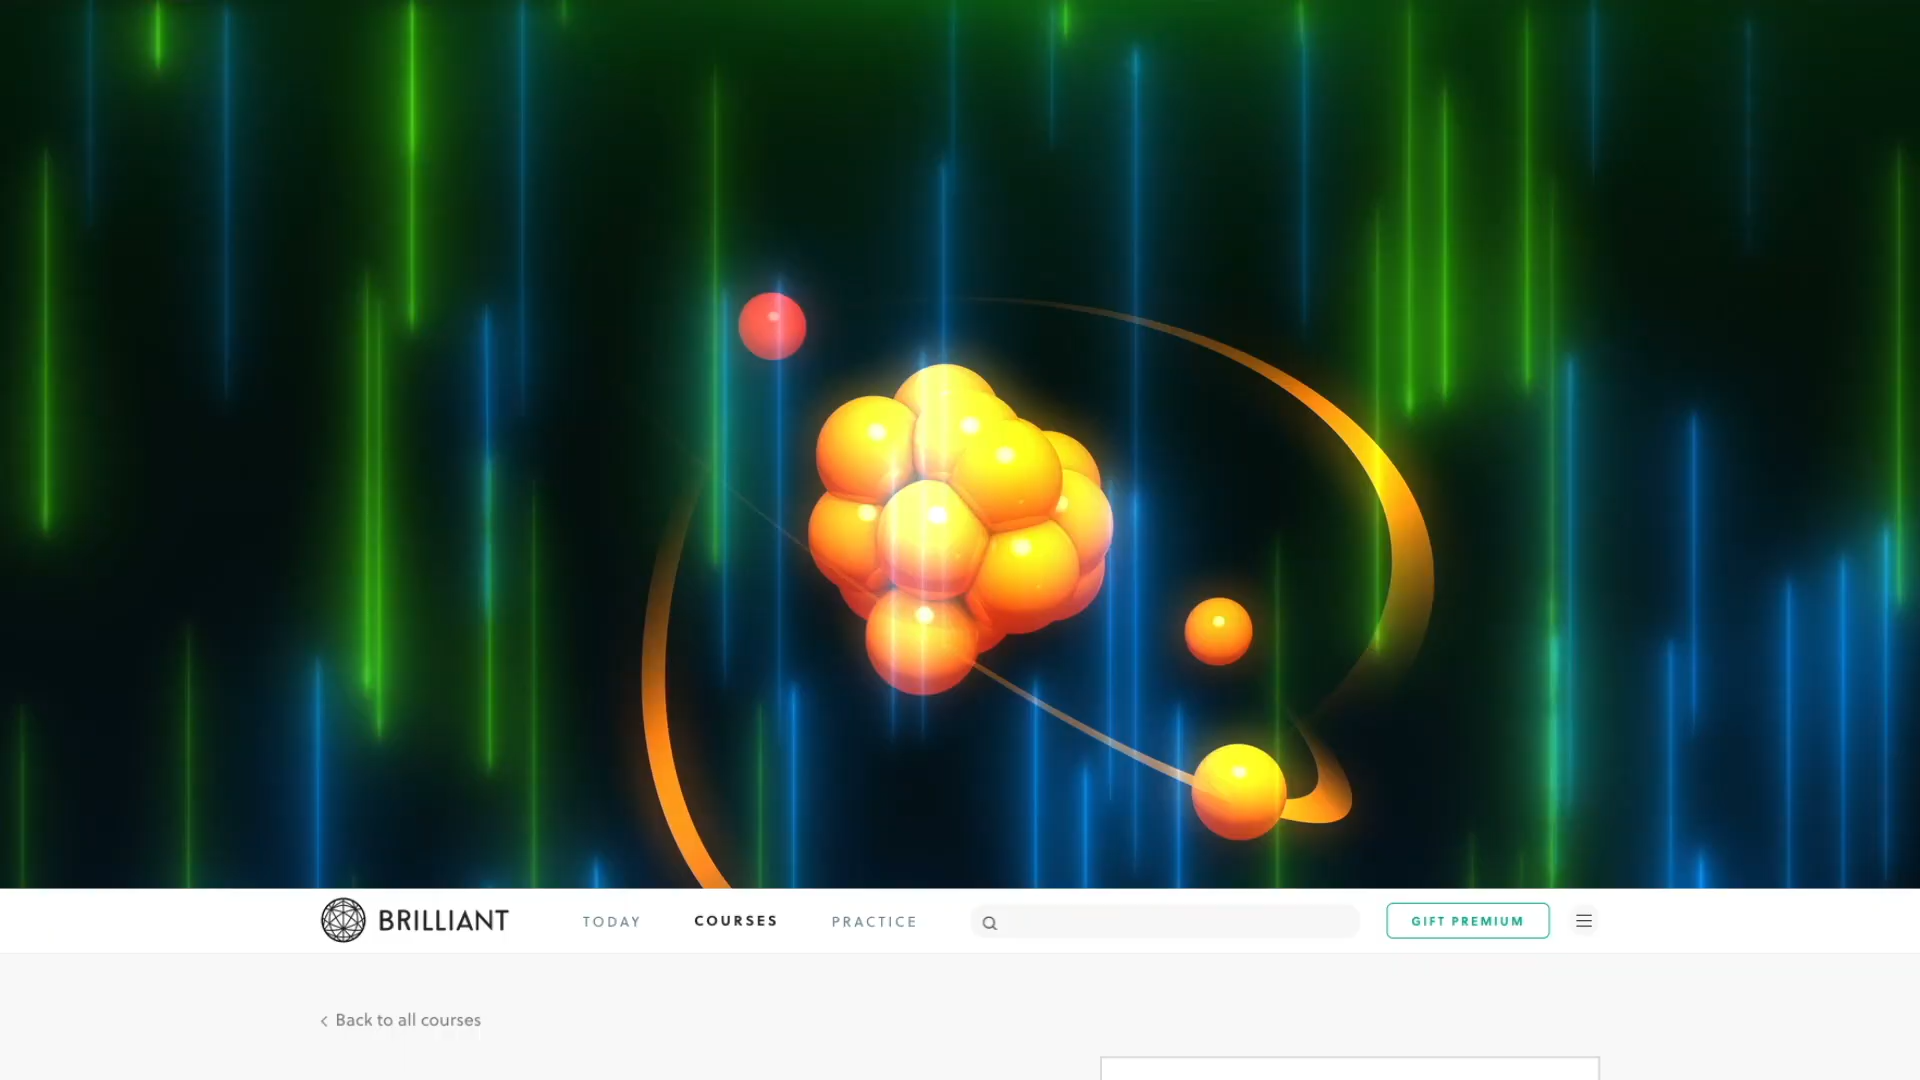 BRILLIANT
TODAY
COURSES
PRACTICE
GIFT PREMIUM
Back to all courses